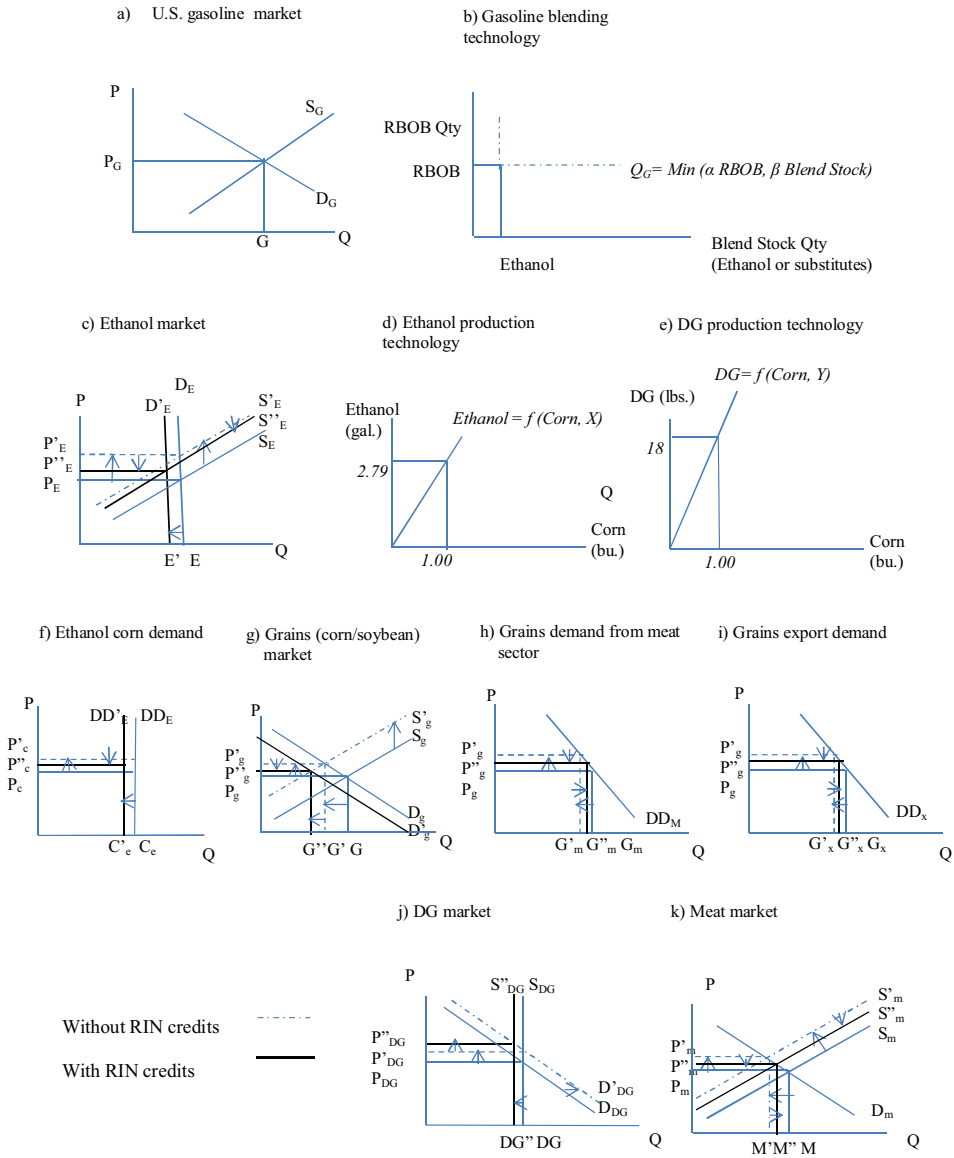 a) U.S. gasoline market
P
S_G
P_G
D_G
G
Q
b) Gasoline blending
technology
RBOB Qty
RBOB
Q_G= Min (α RBOB, β Blend Stock)
Ethanol
Blend Stock Qty
(Ethanol or substitutes)
c) Ethanol market
P
D_E
D'_E
S'_E
S''_E
S_E
P'_E
P''_E
P_E
E' E
Q
d) Ethanol production
technology
Ethanol
(gal.)
Ethanol = f (Corn, X)
2.79
Q
Corn
(bu.)
1.00
e) DG production technology
DG= f (Corn, Y)
DG (lbs.)
18
Corn
(bu.)
1.00
f) Ethanol corn demand
P
DD'_E DD_E
P'_c
P"_c
P_c
C'_e C_e
Q
g) Grains (corn/soybean)
market
P
S'_g
S_g
P'_g
P''_g
P_g
D_g
D'_g
G'' G' G
Q
h) Grains demand from meat
sector
P
P'_g
P"_g
P_g
DD_M
G'_m G"_m G_m
Q
i) Grains export demand
P
P'_g
P"_g
P_g
DD_x
G'_x G"_x G_x
Q
j) DG market
P
S"_DG S_DG
P"_DG
P'_DG
P_DG
D'_DG
D_DG
DG" DG
Q
k) Meat market
P
S'_m
S"_m
S_m
P'_m
P"_m
P_m
D_m
M' M" M
Q
Without RIN credits
With RIN credits